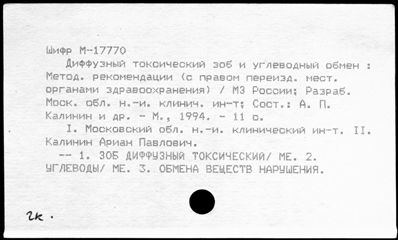 Шифр М-17770
Диффузный токсический зоб и углеводный обмен :
Метод. рекомендации (с правом переизд. мест.
органами здравоохранения) / МЗ России; Разраб.
Моск. обл. н.-и. клинич. ин-т; Сост.: А. П.
Калинин и др. - М., 1994. - 11 с.
I. Московский обл. н.-и. клинический ин-т. II.
Калинин Ариан Павлович.
-- 1. ЗОБ ДИФФУЗНЫЙ ТОКСИЧЕСКИЙ/ МЕ. 2.
УГЛЕВОДЫ/ МЕ. 3. ОБМЕНА ВЕЩЕСТВ НАРУШЕНИЯ.
2к.